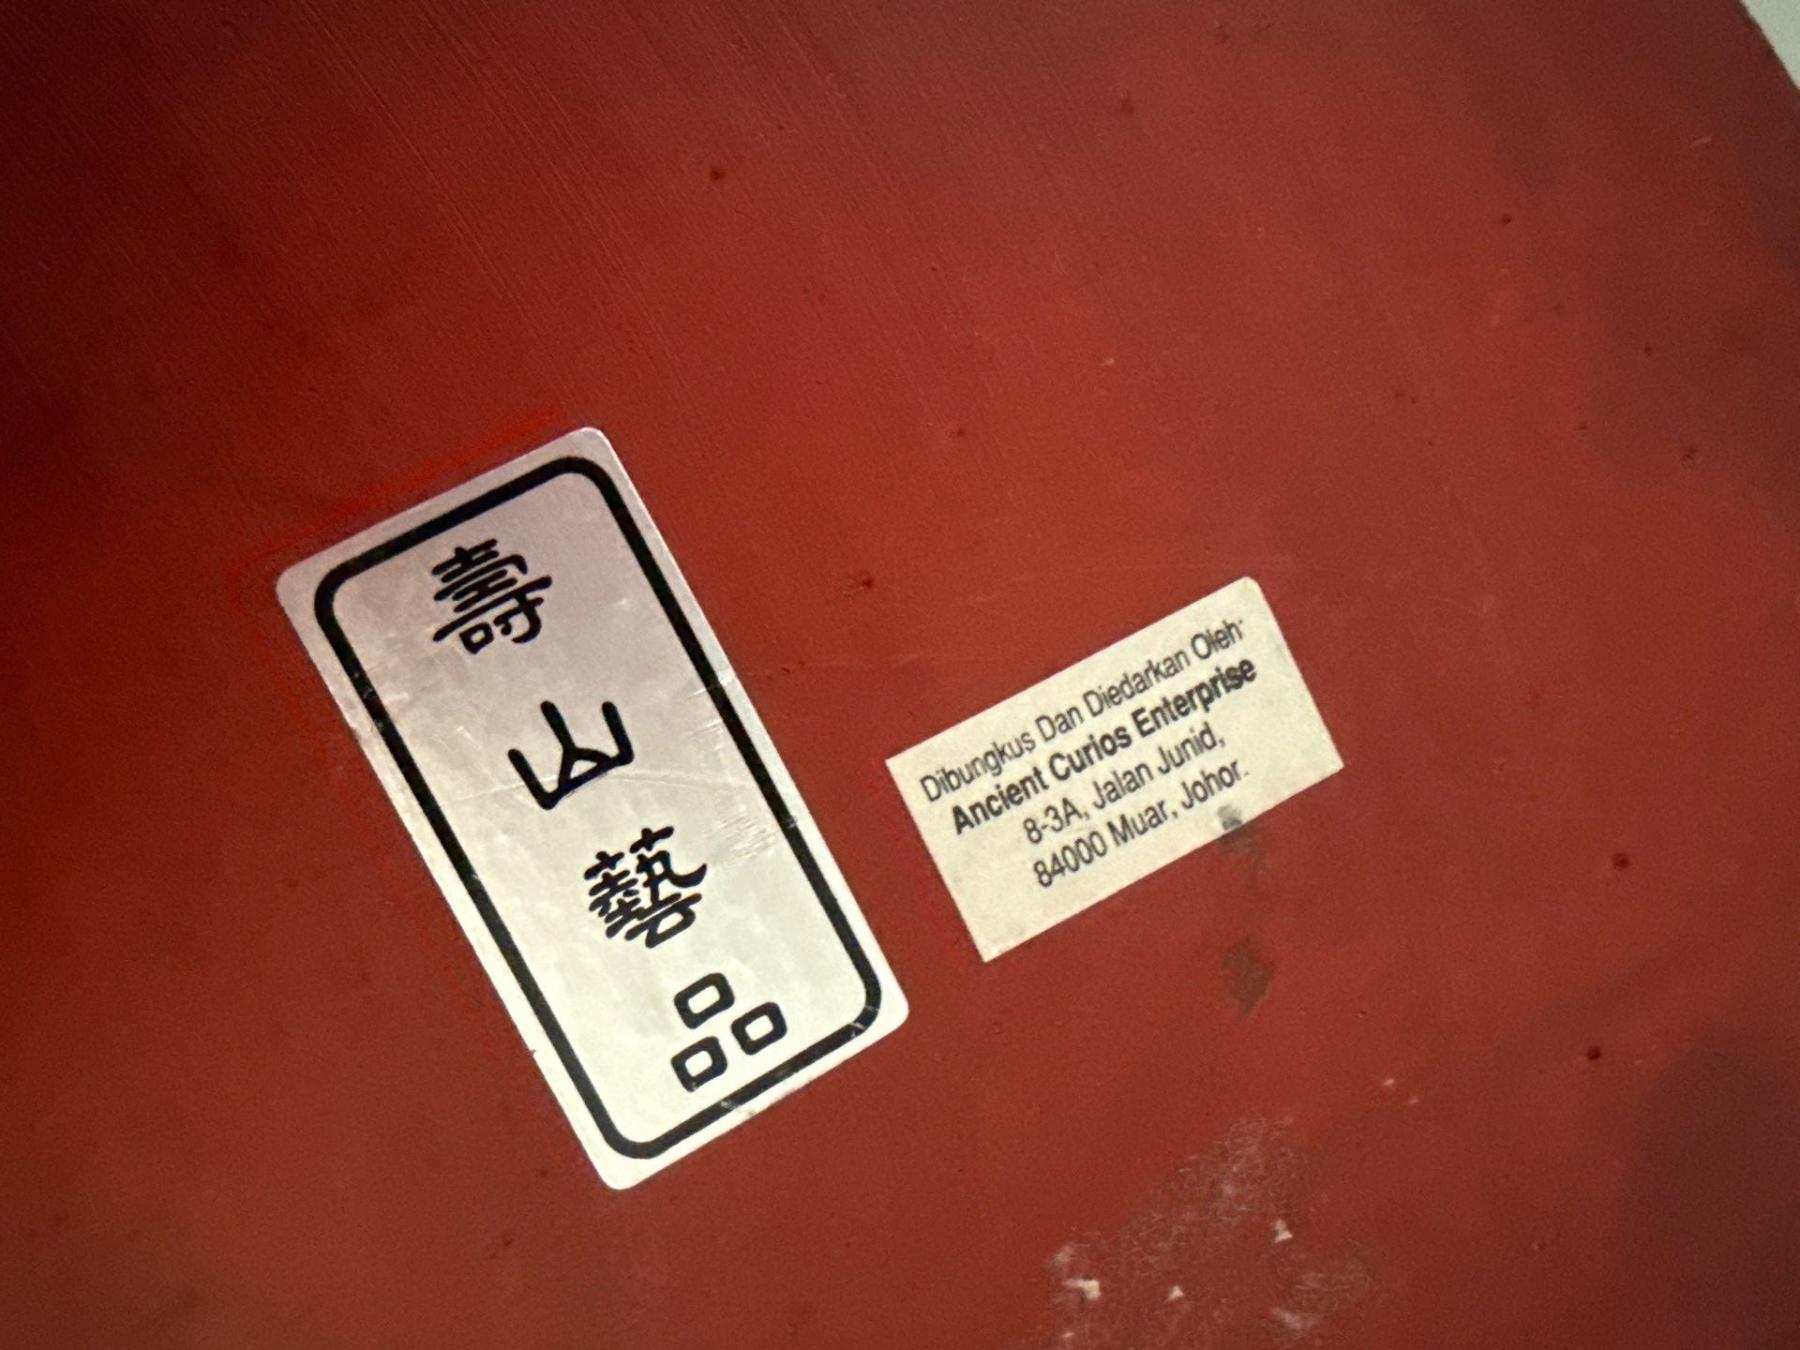 壽山藝品
Dibungkus Dan Diedarkan Oleh:
Ancient Curios Enterprise
8-3A, Jalan Junid,
84000 Muar, Johor.